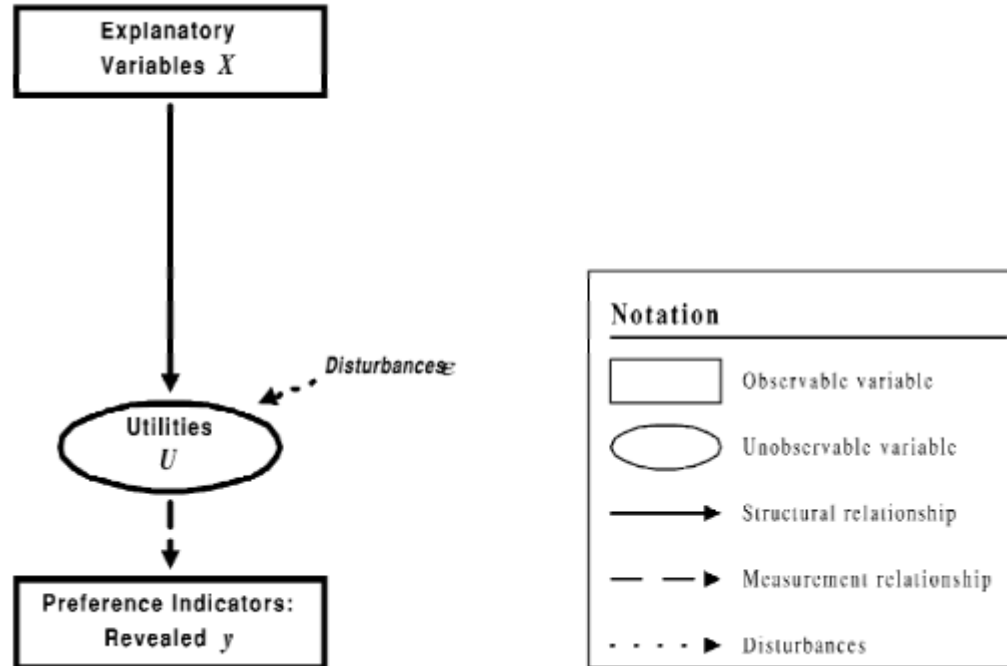 Explanatory
Variables X
Disturbances ε
Utilities
U
Preference Indicators:
Revealed y
Notation
Observable variable
Unobservable variable
Structural relationship
Measurement relationship
Disturbances